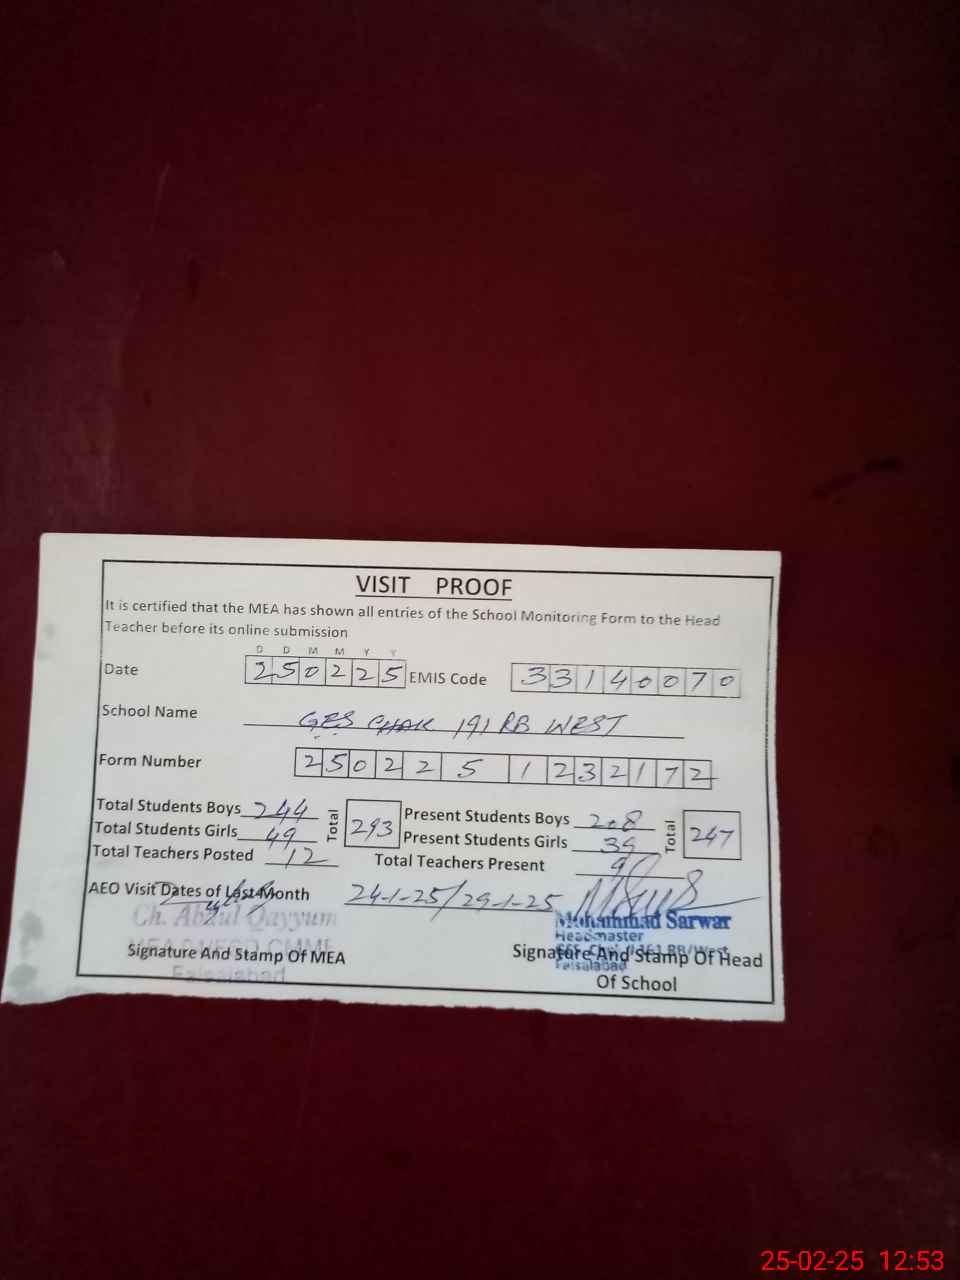 VISIT PROOF
It is certified that the MEA has shown all entries of the School Monitoring Form to the Head
Teacher before its online submission
D D M M Y Y
Date 250225 EMIS Code 33140070
School Name GES CHAK 191 RB WEST
Form Number 250225 1232172
Total Students Boys 244 Total 293 Present Students Boys 208 Total 247
Total Students Girls 49 Present Students Girls 39
Total Teachers Posted 12 Total Teachers Present 9
AEO Visit Dates of Last Month 24-1-25/29-1-25
Ch. Abdul Qayyum
Mohammad Sarwar
Headmaster
Faisalabad
Signature And Stamp Of MEA
Faisalabad
Signature And Stamp Of Head
Of School
25-02-25 12:53